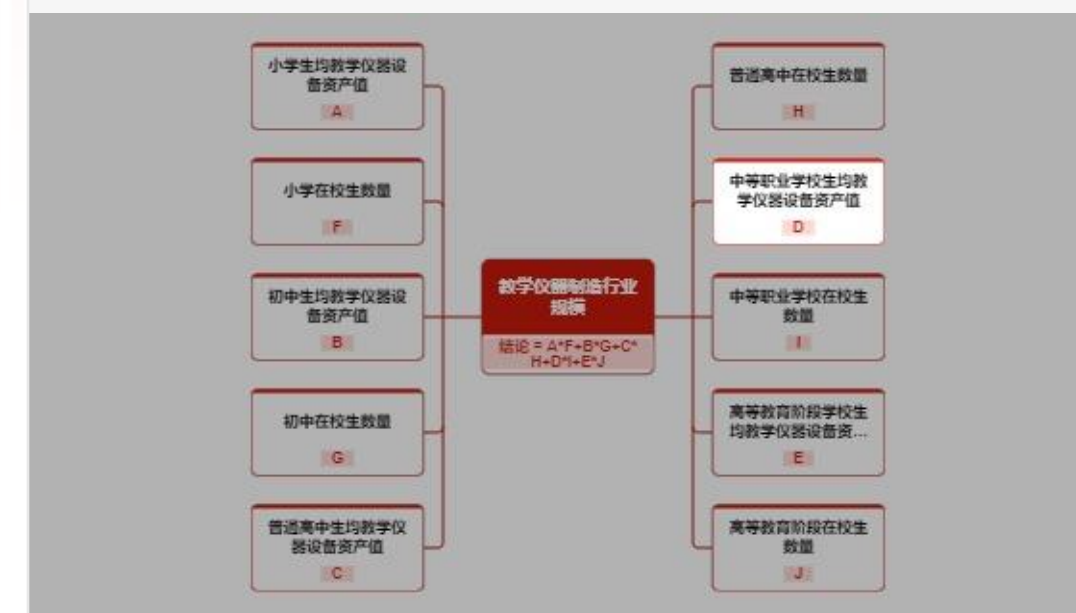 小学生均教学仪器设
备资产值
A
小学在校生数量
F
初中生均教学仪器设
备资产值
B
初中在校生数量
G
普通高中生均教学仪
器设备资产值
C
教学仪器制造行业
规模
结论 = A*F+B*G+C*
H+D*I+E*J
普通高中在校生数量
H
中等职业学校生均教
学仪器设备资产值
D
中等职业学校在校生
数量
I
高等教育阶段学校生
均教学仪器设备资...
E
高等教育阶段在校生
数量
J